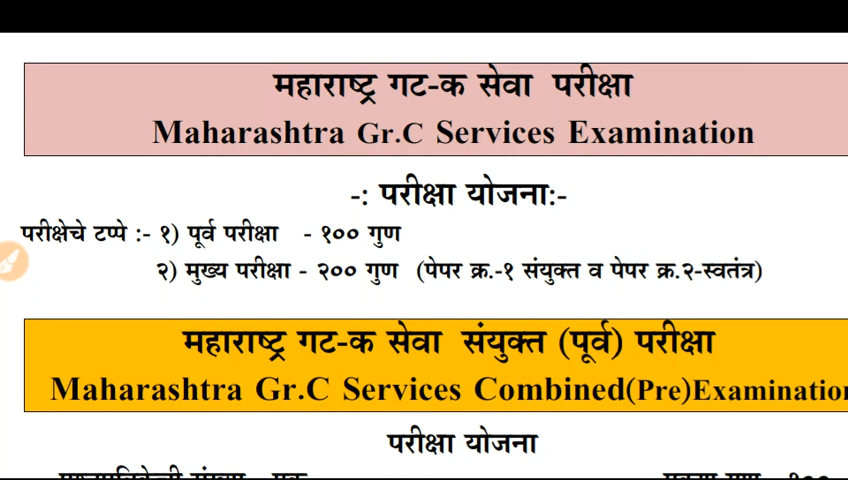 महाराष्ट्र गट-क सेवा परीक्षा
Maharashtra Gr.C Services Examination
-: परीक्षा योजना:-
परीक्षेचे टप्पे :- १) पूर्व परीक्षा - १०० गुण
२) मुख्य परीक्षा - २०० गुण (पेपर क्र.-१ संयुक्त व पेपर क्र.२-स्वतंत्र)
महाराष्ट्र गट-क सेवा संयुक्त (पूर्व) परीक्षा
Maharashtra Gr.C Services Combined(Pre)Examination
परीक्षा योजना